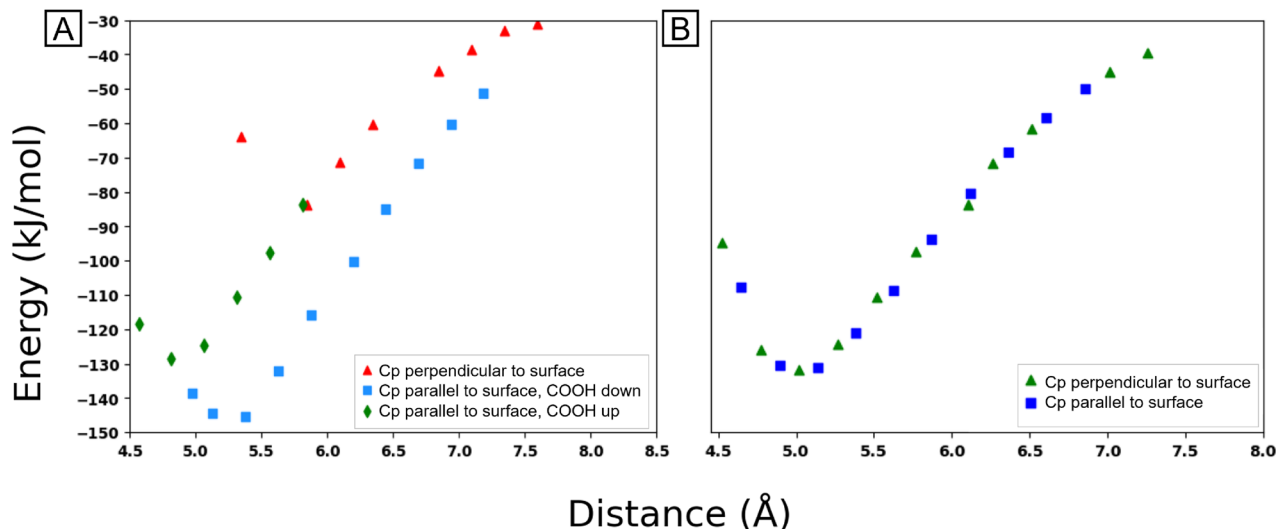 A
B
Energy (kJ/mol)
−30
−40
−50
−60
−70
−80
−90
−100
−110
−120
−130
−140
−150
4.5 5.0 5.5 6.0 6.5 7.0 7.5 8.0 8.5
Cp perpendicular to surface
Cp parallel to surface, COOH down
Cp parallel to surface, COOH up
4.5 5.0 5.5 6.0 6.5 7.0 7.5 8.0
Cp perpendicular to surface
Cp parallel to surface
Distance (Å)